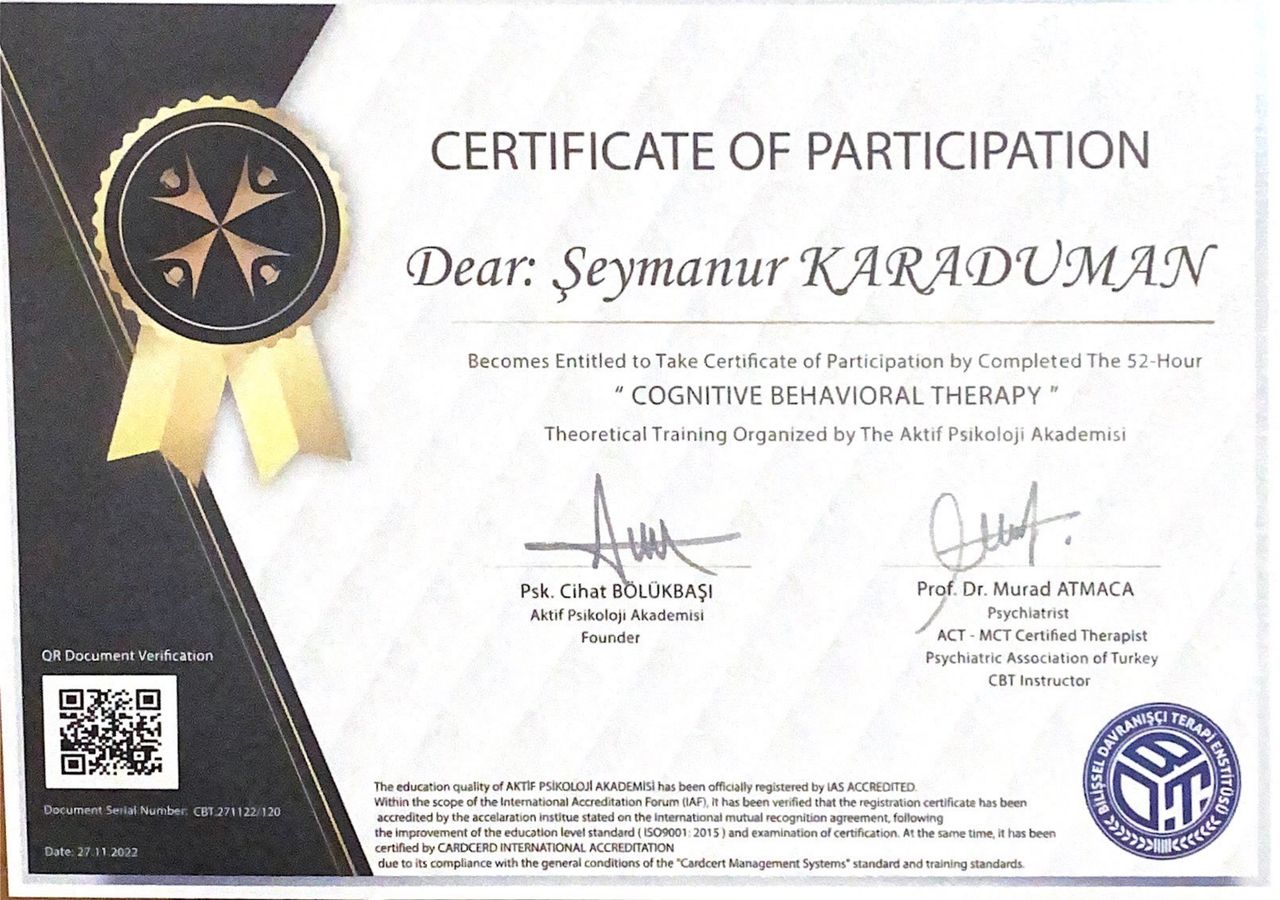 CERTIFICATE OF PARTICIPATION
Dear: Şeymanur KARADUMAN
Becomes Entitled to Take Certificate of Participation by Completed The 52-Hour
" COGNITIVE BEHAVIORAL THERAPY "
Theoretical Training Organized by The Aktif Psikoloji Akademisi
Psk. Cihat BÖLÜKBAŞI
Aktif Psikoloji Akademisi
Founder
Prof. Dr. Murad ATMACA
Psychiatrist
ACT - MCT Certified Therapist
Psychiatric Association of Turkey
CBT Instructor
QR Document Verification
Document Serial Number: CBT.271122/120
Date: 27.11.2022
The education quality of AKTİF PSİKOLOJİ AKADEMİSİ has been officially registered by IAS ACCREDITED.
Within the scope of the International Accreditation Forum (IAF), it has been verified that the registration certificate has been
accredited by the accelaration institue stated on the international mutual recognition agreement, following
the improvement of the education level standard ( ISO9001: 2015 ) and examination of certification. At the same time, it has been
certified by CARDCERD INTERNATIONAL ACCREDITATION
due to its compliance with the general conditions of the "Cardcert Management Systems" standard and training standards.
BİLİŞSEL DAVRANIŞÇI TERAPİ ENSTİTÜSÜ